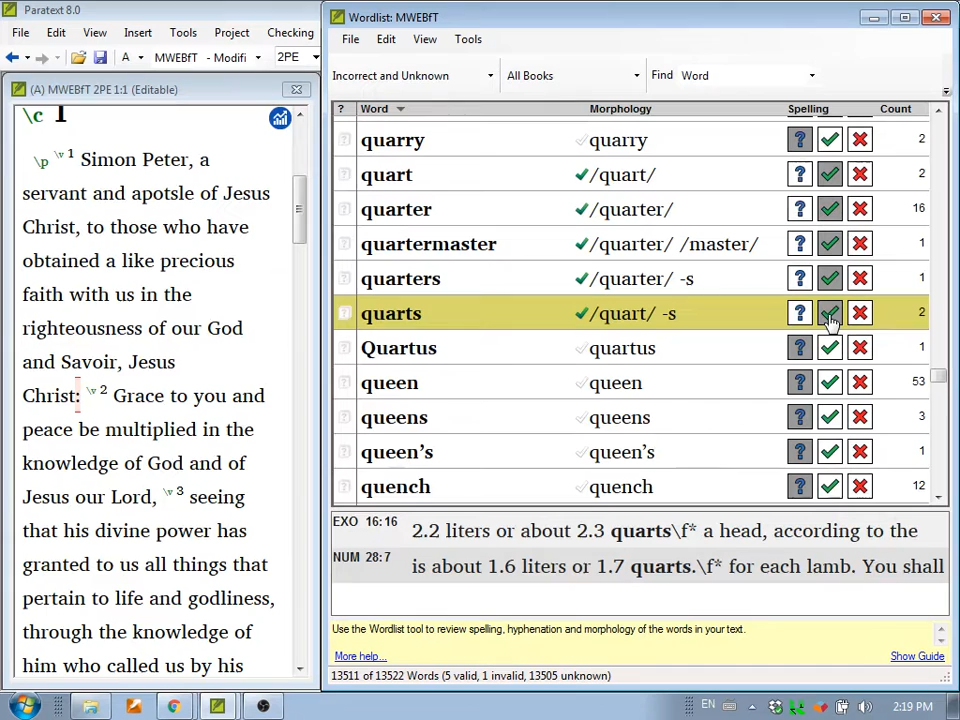 Paratext 8.0
File Edit View Insert Tools Project Checking
A MWEBfT - Modifi 2PE
(A) MWEBfT 2PE 1:1 (Editable)
\c 1
\p \v 1 Simon Peter, a
servant and apotsle of Jesus
Christ, to those who have
obtained a like precious
faith with us in the
righteousness of our God
and Savoir, Jesus
Christ: \v 2 Grace to you and
peace be multiplied in the
knowledge of God and of
Jesus our Lord, \v 3 seeing
that his divine power has
granted to us all things that
pertain to life and godliness,
through the knowledge of
him who called us by his
Wordlist: MWEBfT
File Edit View Tools
Incorrect and Unknown All Books Find Word
? Word Morphology Spelling Count
quarry quarry ? 2
quart /quart/ ? 2
quarter /quarter/ ? 16
quartermaster /quarter/ /master/ ? 1
quarters /quarter/ -s ? 1
quarts /quart/ -s ? 2
Quartus quartus ? 1
queen queen ? 53
queens queens ? 3
queen’s queen’s ? 1
quench quench ? 12
EXO 16:16 2.2 liters or about 2.3 quarts\f* a head, according to the
NUM 28:7 is about 1.6 liters or 1.7 quarts.\f* for each lamb. You shall
Use the Wordlist tool to review spelling, hyphenation and morphology of the words in your text.
More help... Show Guide
13511 of 13522 Words (5 valid, 1 invalid, 13505 unknown)
EN 2:19 PM